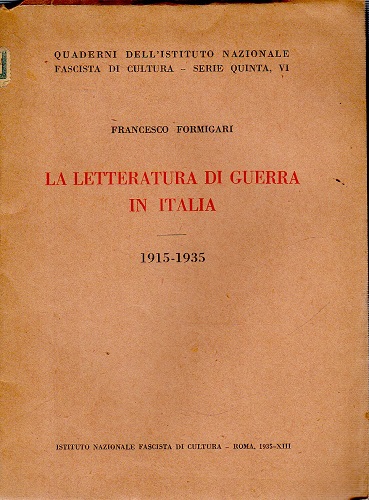 QUADERNI DELL'ISTITUTO NAZIONALE
FASCISTA DI CULTURA – SERIE QUINTA, VI
FRANCESCO FORMIGARI
LA LETTERATURA DI GUERRA
IN ITALIA
1915-1935
ISTITUTO NAZIONALE FASCISTA DI CULTURA – ROMA, 1935-XIII